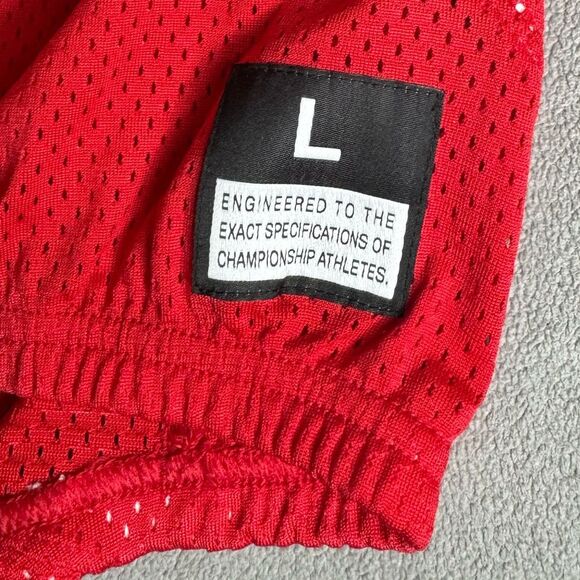 L
ENGINEERED TO THE
EXACT SPECIFICATIONS OF
CHAMPIONSHIP ATHLETES.